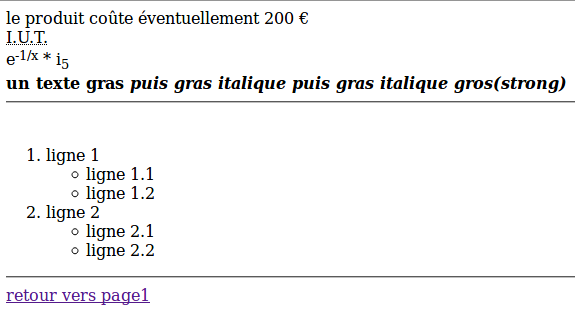 le produit coûte éventuellement 200 €
I.U.T.
e-1/x * i5
un texte gras puis gras italique puis gras italique gros(strong)
1. ligne 1
◦ ligne 1.1
◦ ligne 1.2
2. ligne 2
◦ ligne 2.1
◦ ligne 2.2
retour vers page1